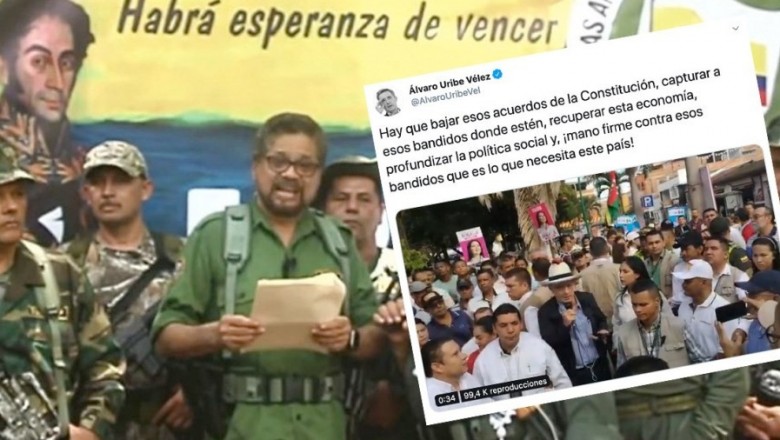 Habrá esperanza de vencer
Álvaro Uribe Vélez
@AlvaroUribeVel
Hay que bajar esos acuerdos de la Constitución, capturar a
esos bandidos donde estén, recuperar esta economía,
profundizar la política social y, ¡mano firme contra esos
bandidos que es lo que necesita este país!
0:34
99,4 K reproducciones